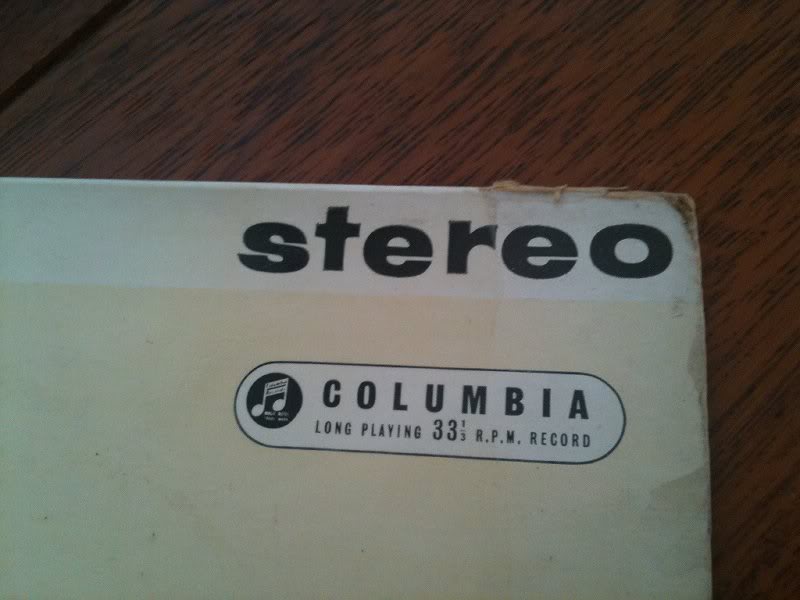 stereo
COLUMBIA
LONG PLAYING 33⅓ R.P.M. RECORD